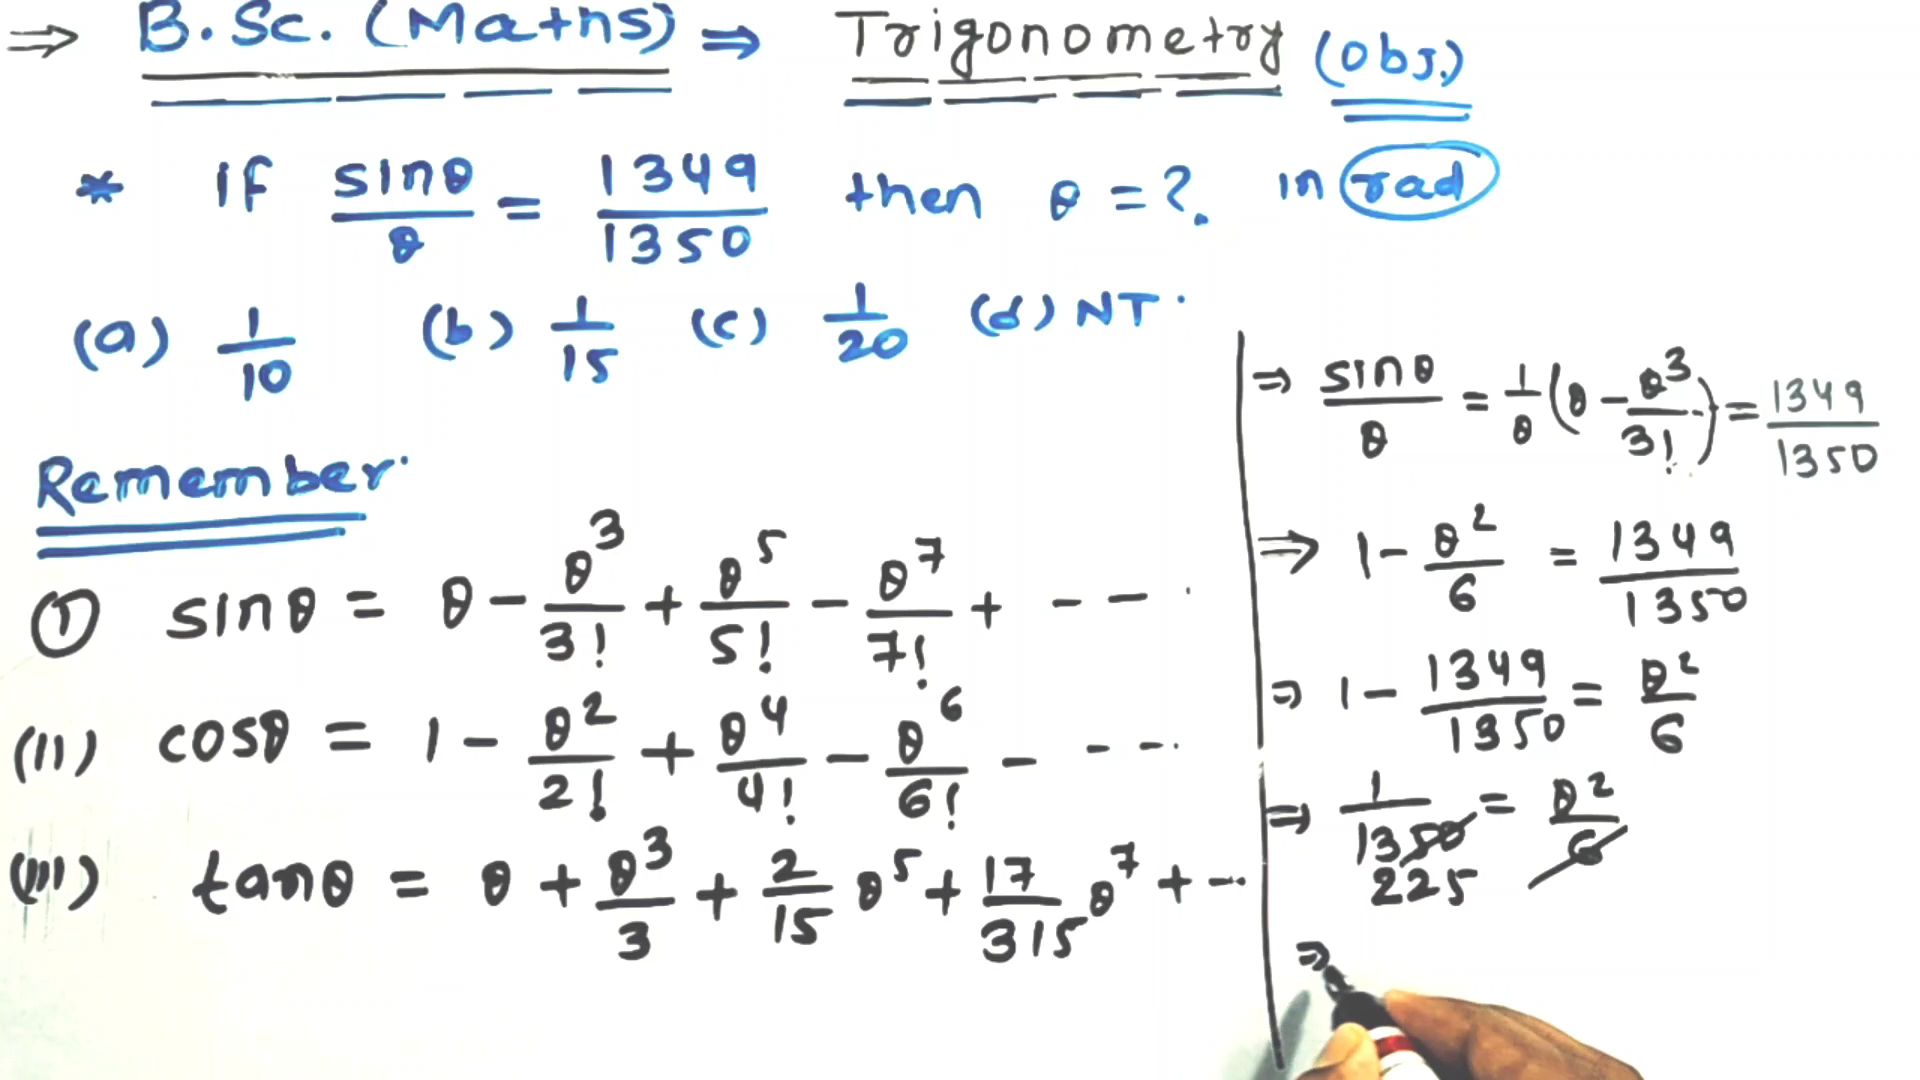 ⇒ B.Sc. (Maths) ⇒ Trigonometry (Obj.)
* If sinθ/θ = 1349/1350 then θ = ?. in rad
(a) 1/10 (b) 1/15 (c) 1/20 (d) NT.
Remember.
① sinθ = θ - θ³/3! + θ⁵/5! - θ⁷/7! + - - - .
(II) cosθ = 1 - θ²/2! + θ⁴/4! - θ⁶/6! - - - - .
(III) tanθ = θ + θ³/3 + 2/15 θ⁵ + 17/315 θ⁷ + - ..
⇒ sinθ/θ = 1/θ (θ - θ³/3! ..) = 1349/1350
⇒ 1 - θ²/6 = 1349/1350
⇒ 1 - 1349/1350 = θ²/6
⇒ 1/1350 = θ²/6
225
⇒